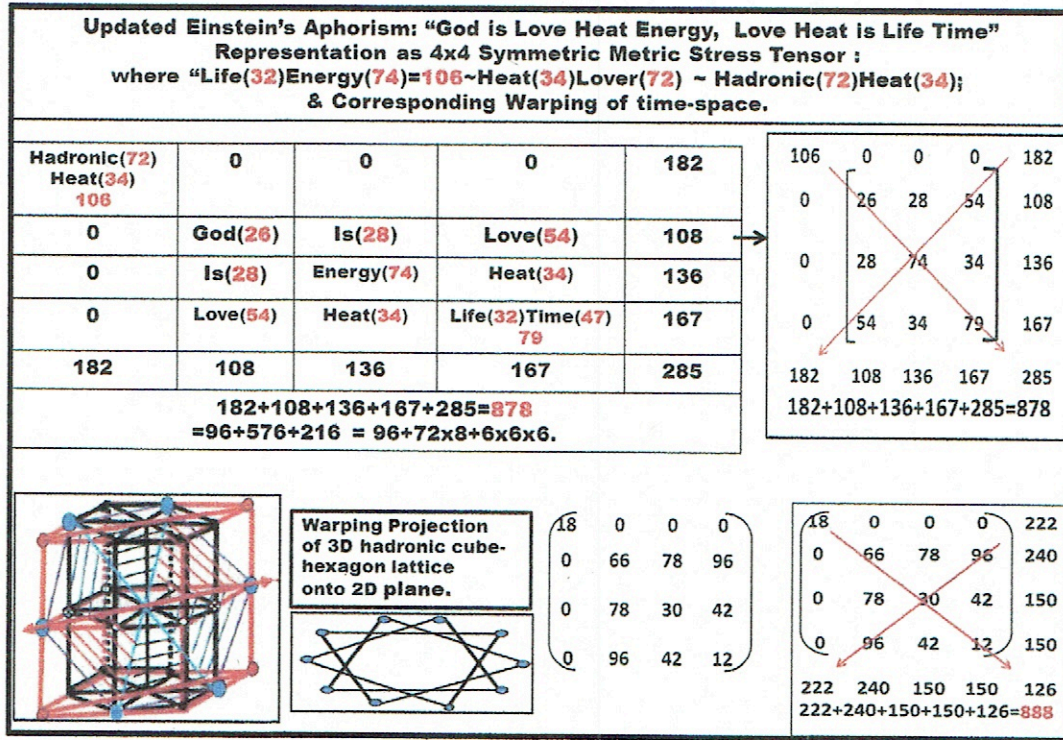 Updated Einstein's Aphorism: "God is Love Heat Energy, Love Heat is Life Time"
Representation as 4x4 Symmetric Metric Stress Tensor :
where "Life(32)Energy(74)=106~Heat(34)Lover(72) ~ Hadronic(72)Heat(34);
& Corresponding Warping of time-space.
Hadronic(72)
Heat(34)
106 0 0 0 182
0 God(26) Is(28) Love(54) 108
0 Is(28) Energy(74) Heat(34) 136
0 Love(54) Heat(34) Life(32)Time(47)
79 167
182 108 136 167 285
182+108+136+167+285=878
=96+576+216 = 96+72x8+6x6x6.
106 0 0 0 182
0 26 28 54 108
0 28 74 34 136
0 54 34 79 167
182 108 136 167 285
182+108+136+167+285=878
Warping Projection
of 3D hadronic cube-
hexagon lattice
onto 2D plane.
18 0 0 0
0 66 78 96
0 78 30 42
0 96 42 12
18 0 0 0 222
0 66 78 96 240
0 78 30 42 150
0 96 42 12 150
222 240 150 150 126
222+240+150+150+126=888